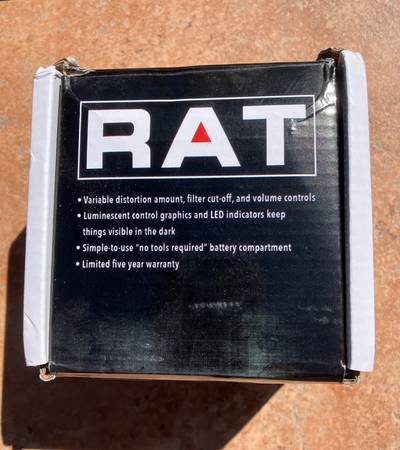 RAT
• Variable distortion amount, filter cut-off, and volume controls
• Luminescent control graphics and LED indicators keep
things visible in the dark
• Simple-to-use "no tools required" battery compartment
• Limited five year warranty